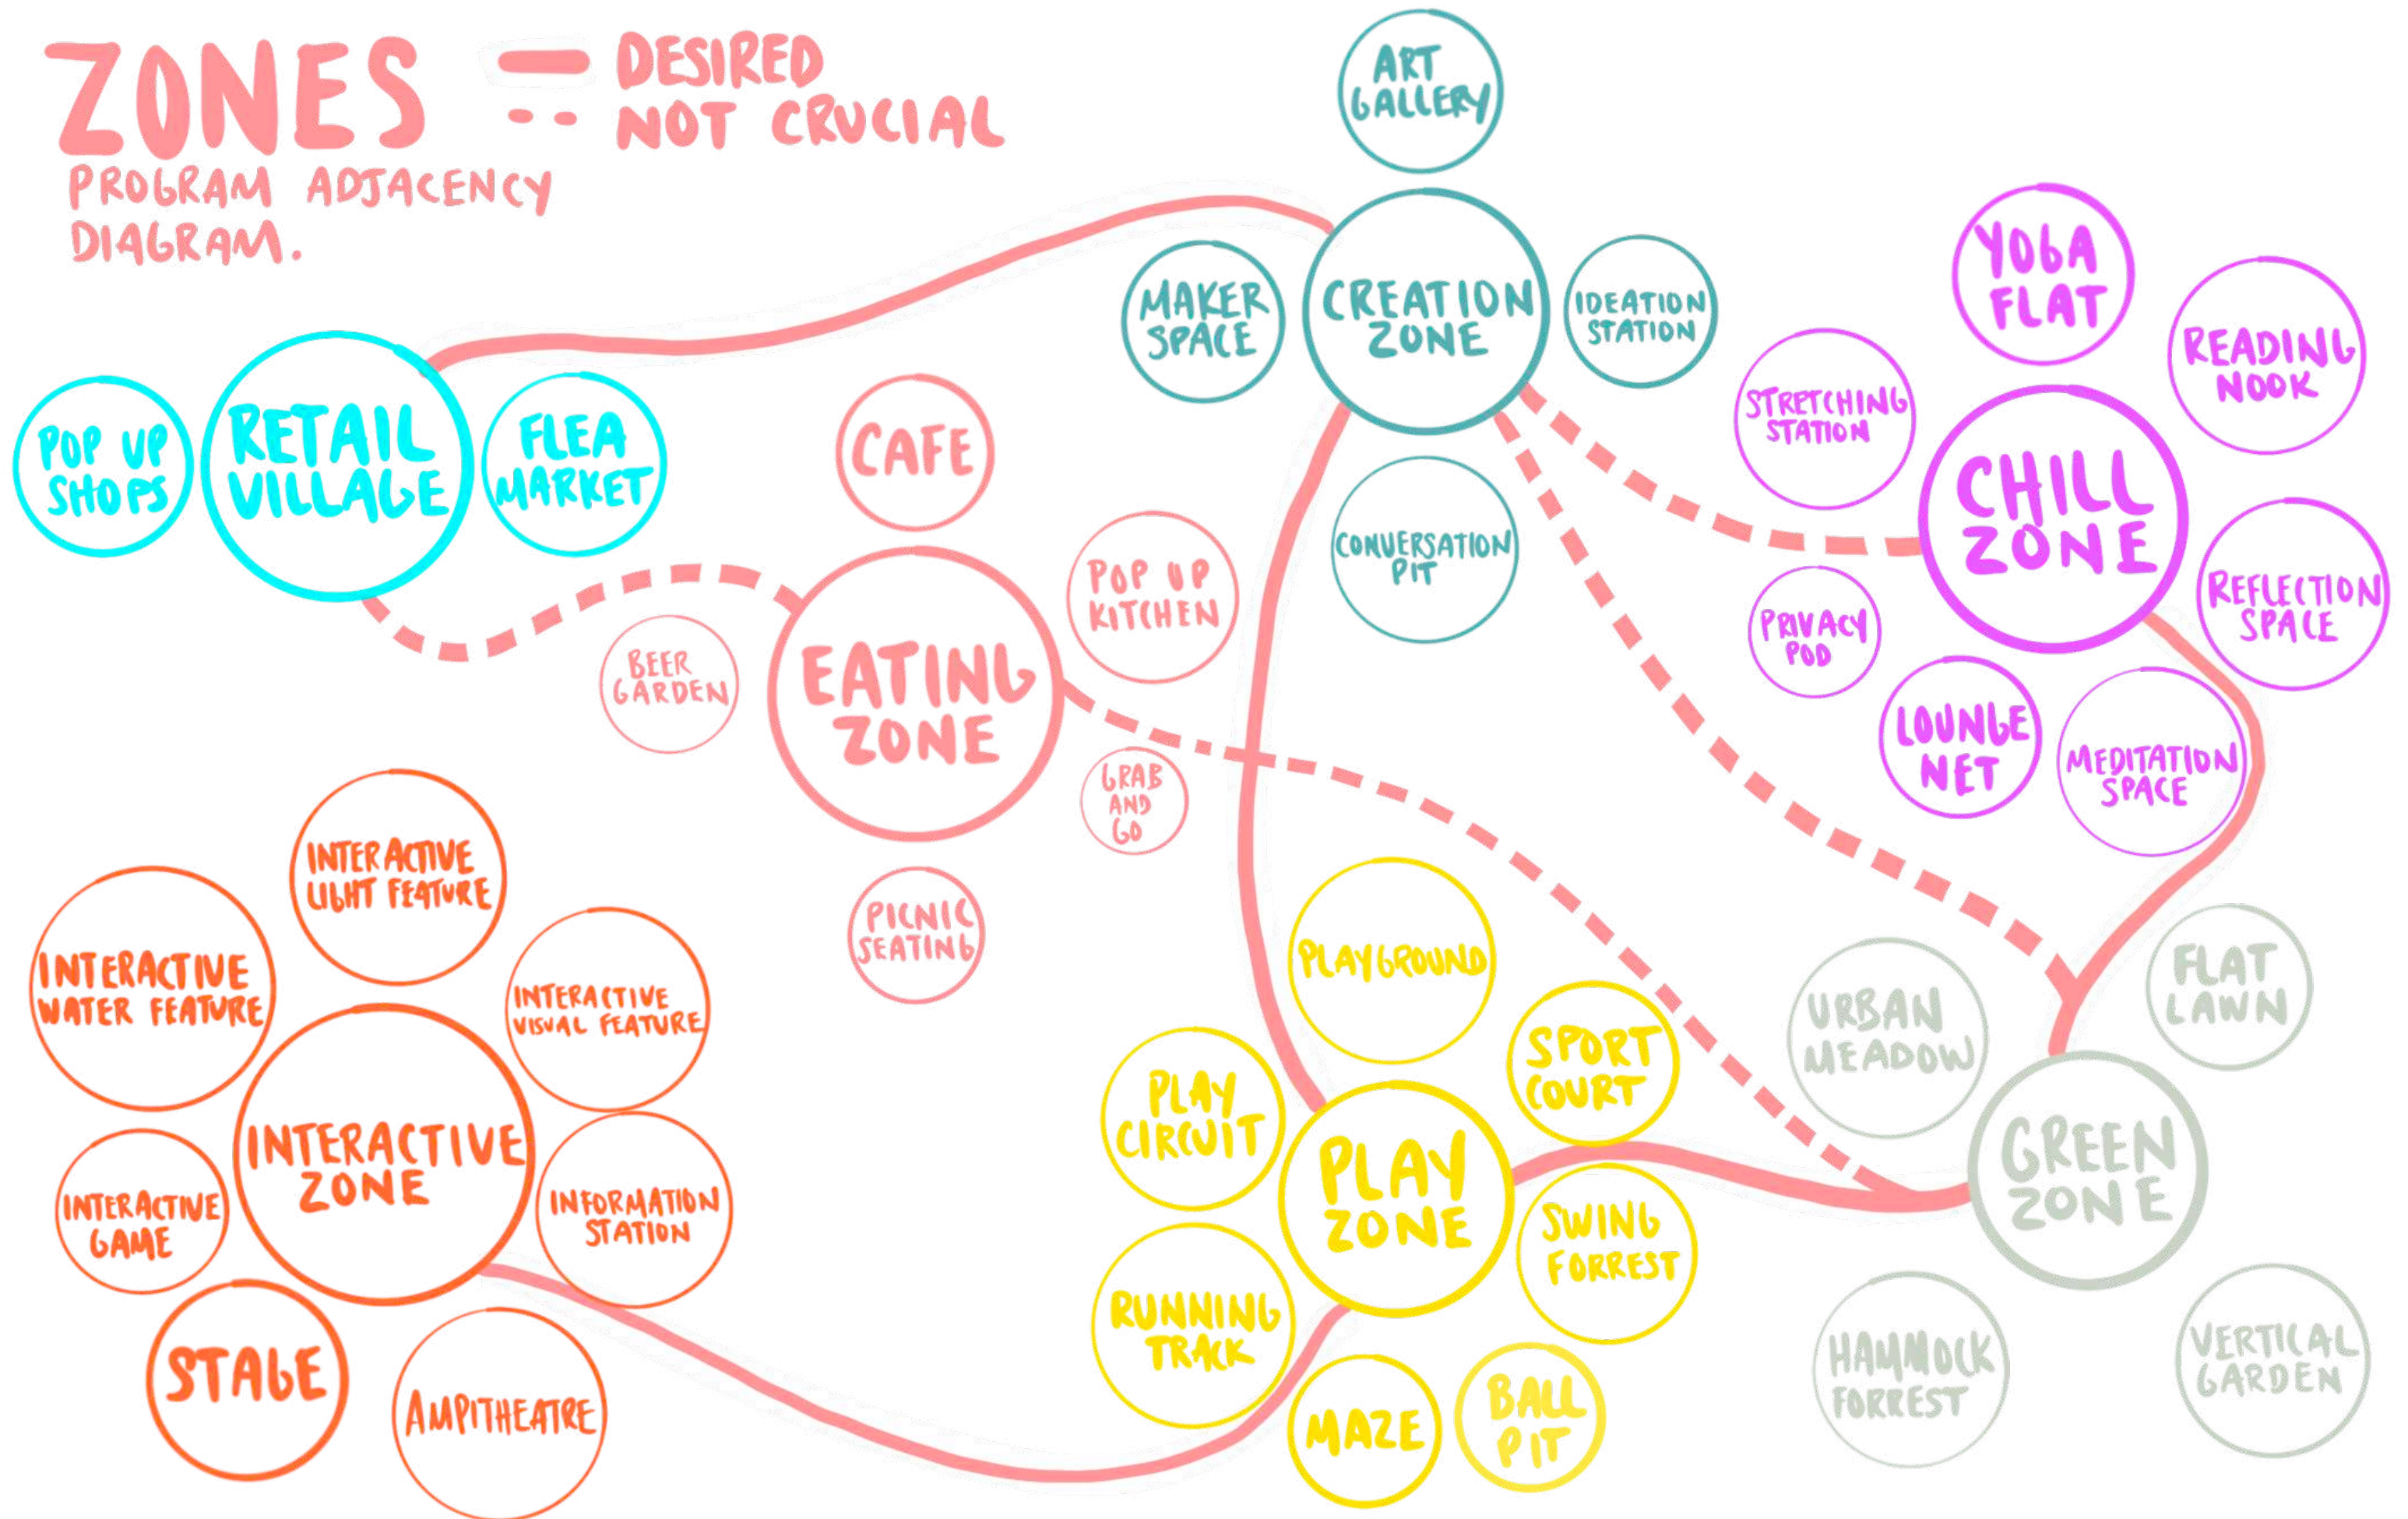 ZONES
PROGRAM ADJACENCY
DIAGRAM.
DESIRED
NOT CRUCIAL
ART
GALLERY
MAKER
SPACE
CREATION
ZONE
IDEATION
STATION
CONVERSATION
PIT
YOGA
FLAT
READING
NOOK
STRETCHING
STATION
CHILL
ZONE
REFLECTION
SPACE
PRIVACY
POD
LOUNGE
NET
MEDITATION
SPACE
POP UP
SHOPS
RETAIL
VILLAGE
FLEA
MARKET
CAFE
POP UP
KITCHEN
BEER
GARDEN
EATING
ZONE
GRAB
AND
GO
PICNIC
SEATING
INTERACTIVE
LIGHT FEATURE
INTERACTIVE
WATER FEATURE
INTERACTIVE
VISUAL FEATURE
INTERACTIVE
ZONE
INTERACTIVE
GAME
INFORMATION
STATION
STAGE
AMPITHEATRE
PLAYGROUND
SPORT
COURT
PLAY
CIRCUIT
PLAY
ZONE
SWING
FORREST
RUNNING
TRACK
MAZE
BALL
PIT
URBAN
MEADOW
FLAT
LAWN
GREEN
ZONE
HAMMOCK
FORREST
VERTICAL
GARDEN